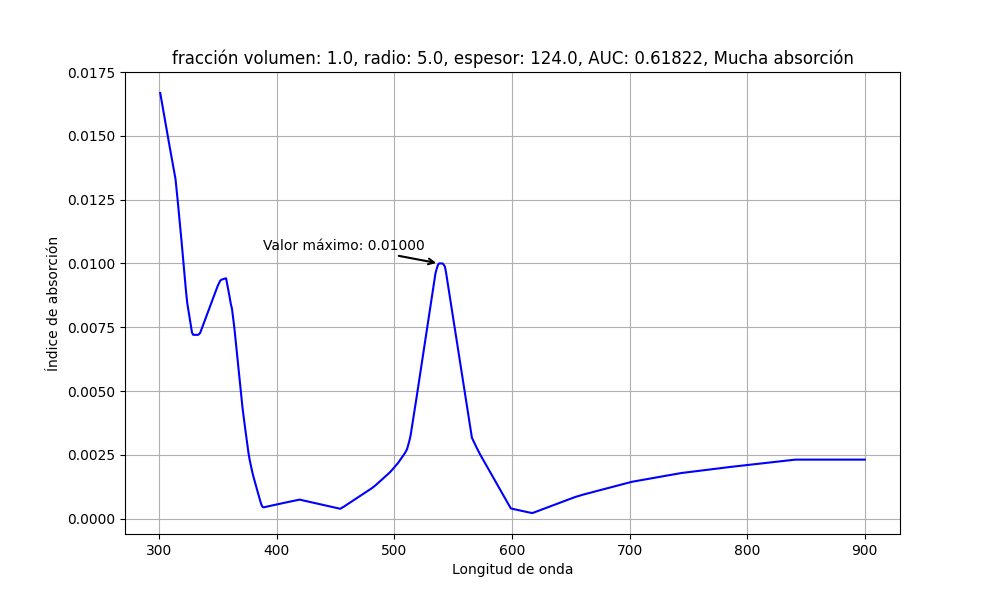 fracción volumen: 1.0, radio: 5.0, espesor: 124.0, AUC: 0.61822, Mucha absorción
0.0175
0.0150
0.0125
0.0100
0.0075
0.0050
0.0025
0.0000
Índice de absorción
Valor máximo: 0.01000
300 400 500 600 700 800 900
Longitud de onda